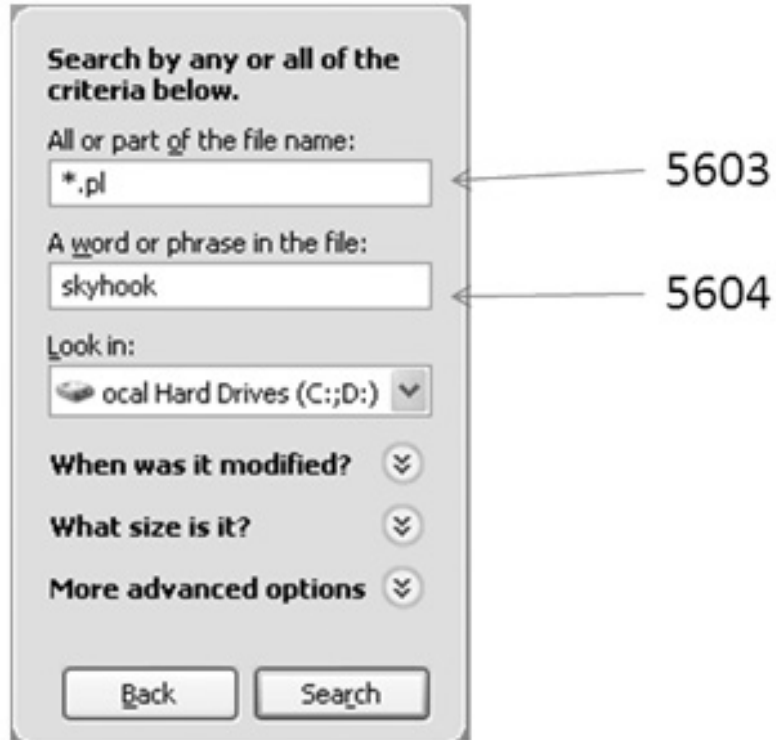 Search by any or all of the
criteria below.
All or part of the file name:
*.pl
5603
A word or phrase in the file:
skyhook
5604
Look in:
ocal Hard Drives (C:;D:)
When was it modified?
What size is it?
More advanced options
Back
Search